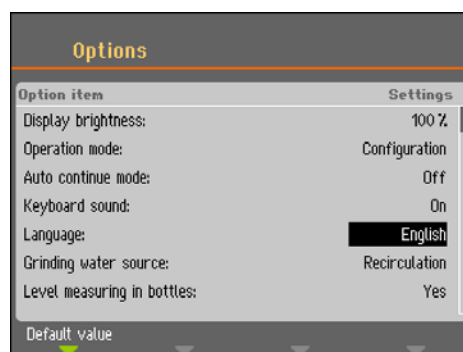 Options
Option item Settings
Display brightness: 100 %
Operation mode: Configuration
Auto continue mode: Off
Keyboard sound: On
Language: English
Grinding water source: Recirculation
Level measuring in bottles: Yes
Default value